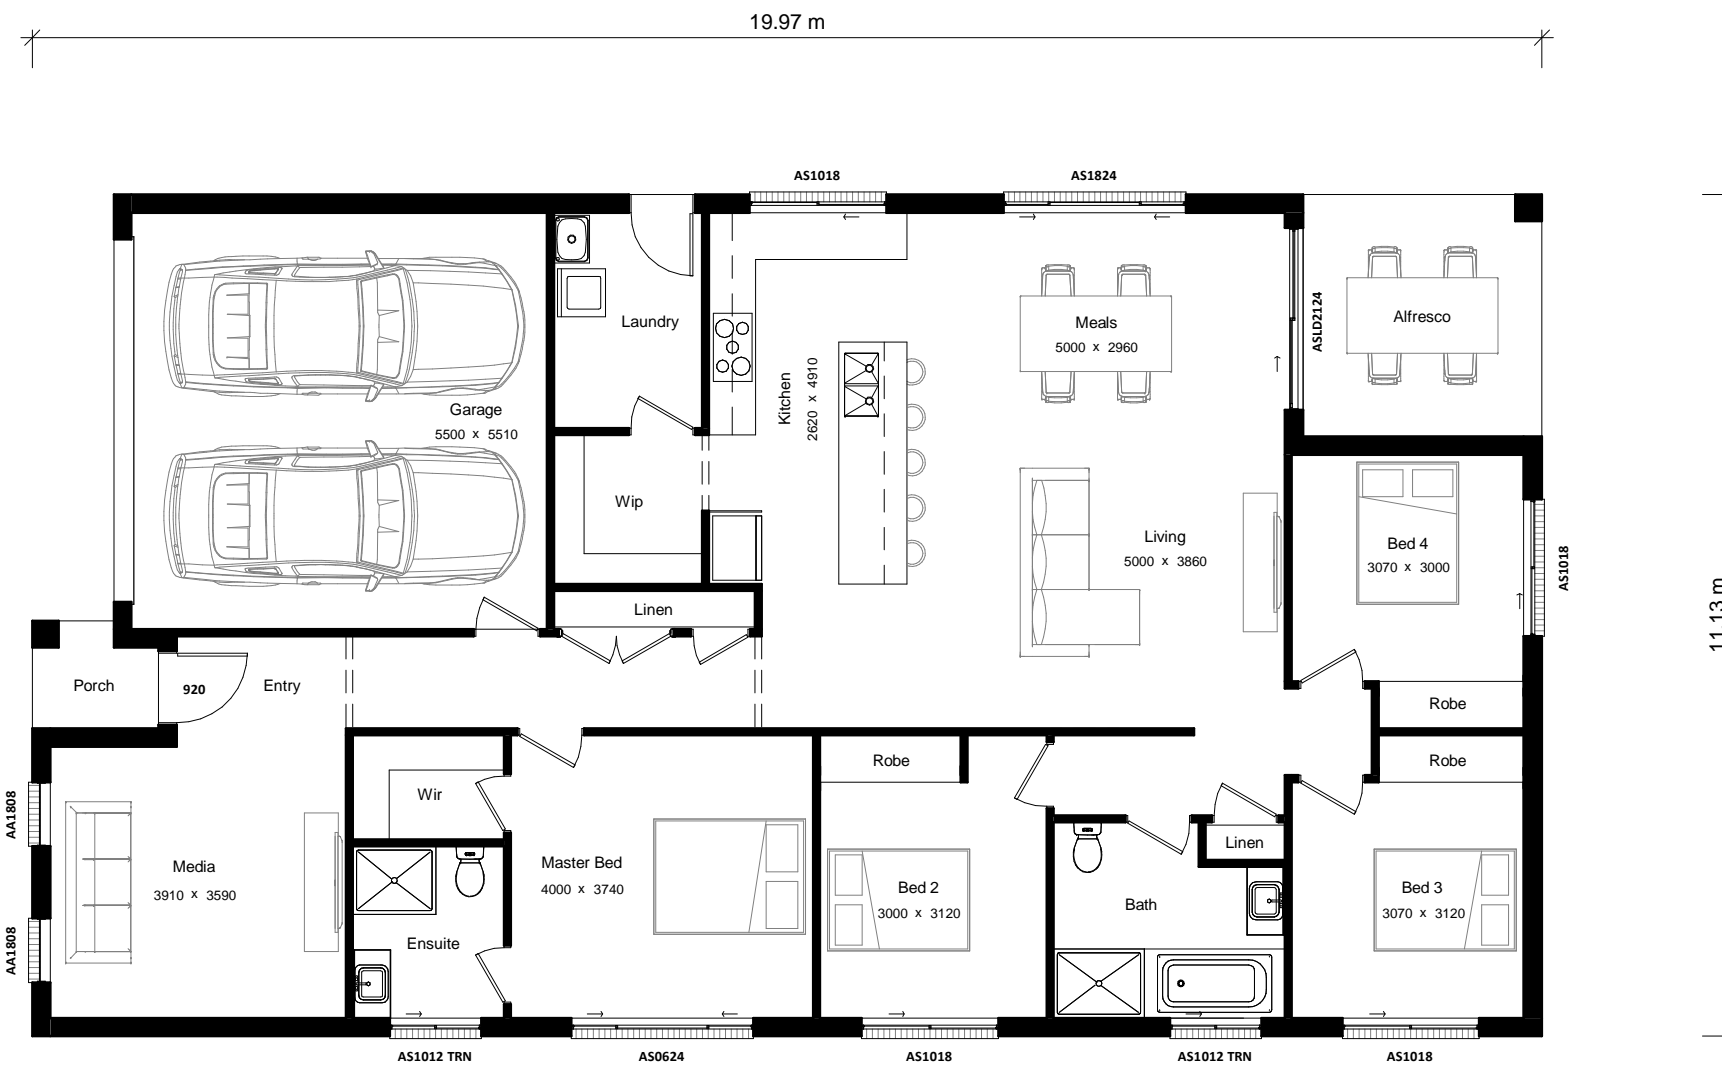 19.97 m
AS1018
AS1824
Laundry
Meals
5000 x 2960
ASLD2124
Alfresco
Garage
5500 x 5510
Kitchen
2620 x 4910
Wip
Living
5000 x 3860
Bed 4
3070 x 3000
AS1018
11.13 m
Linen
Porch
920
Entry
Robe
Robe
Robe
Wir
AA1808
Media
3910 x 3590
Master Bed
4000 x 3740
Bed 2
3000 x 3120
Linen
Bath
Bed 3
3070 x 3120
AA1808
Ensuite
AS1012 TRN
AS0624
AS1018
AS1012 TRN
AS1018